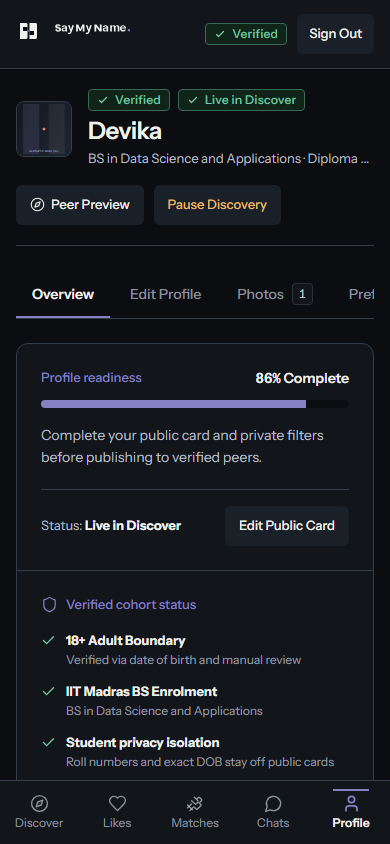 Say My Name.
Verified
Sign Out
Verified
Live in Discover
Devika
BS in Data Science and Applications · Diploma ...
Peer Preview
Pause Discovery
Overview
Edit Profile
Photos 1
Pref
Profile readiness
86% Complete
Complete your public card and private filters
before publishing to verified peers.
Status: Live in Discover
Edit Public Card
Verified cohort status
18+ Adult Boundary
Verified via date of birth and manual review
IIT Madras BS Enrolment
BS in Data Science and Applications
Student privacy isolation
Roll numbers and exact DOB stay off public cards
Discover
Likes
Matches
Chats
Profile